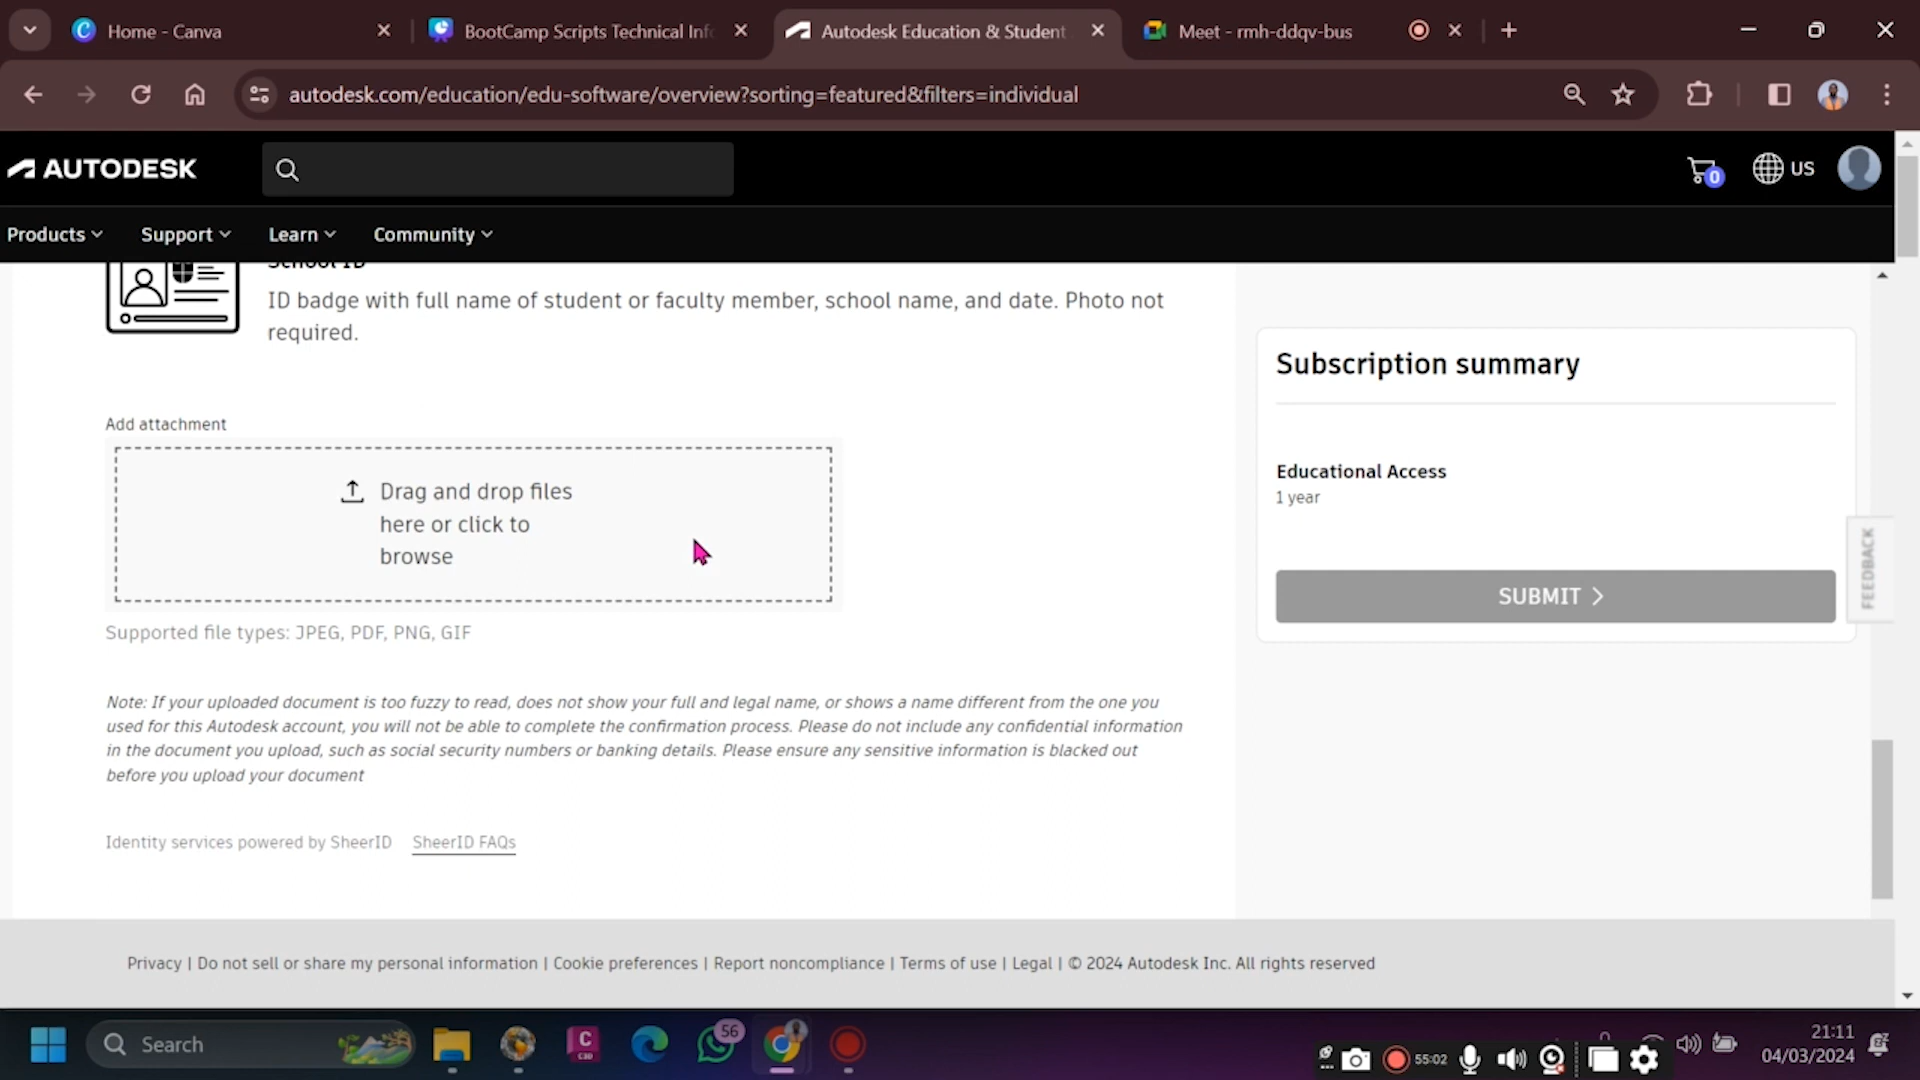 Home - Canva
BootCamp Scripts Technical Info
Autodesk Education & Student
Meet - rmh-ddqv-bus
autodesk.com/education/edu-software/overview?sorting=featured&filters=individual
AUTODESK
0
US
Products
Support
Learn
Community
School ID
ID badge with full name of student or faculty member, school name, and date. Photo not
required.
Add attachment
Drag and drop files
here or click to
browse
Supported file types: JPEG, PDF, PNG, GIF
Note: If your uploaded document is too fuzzy to read, does not show your full and legal name, or shows a name different from the one you
used for this Autodesk account, you will not be able to complete the confirmation process. Please do not include any confidential information
in the document you upload, such as social security numbers or banking details. Please ensure any sensitive information is blacked out
before you upload your document
Identity services powered by SheerID
SheerID FAQs
Subscription summary
Educational Access
1 year
SUBMIT
FEEDBACK
Privacy | Do not sell or share my personal information | Cookie preferences | Report noncompliance | Terms of use | Legal | © 2024 Autodesk Inc. All rights reserved
Search
C
C3D
56
55:02
21:11
04/03/2024